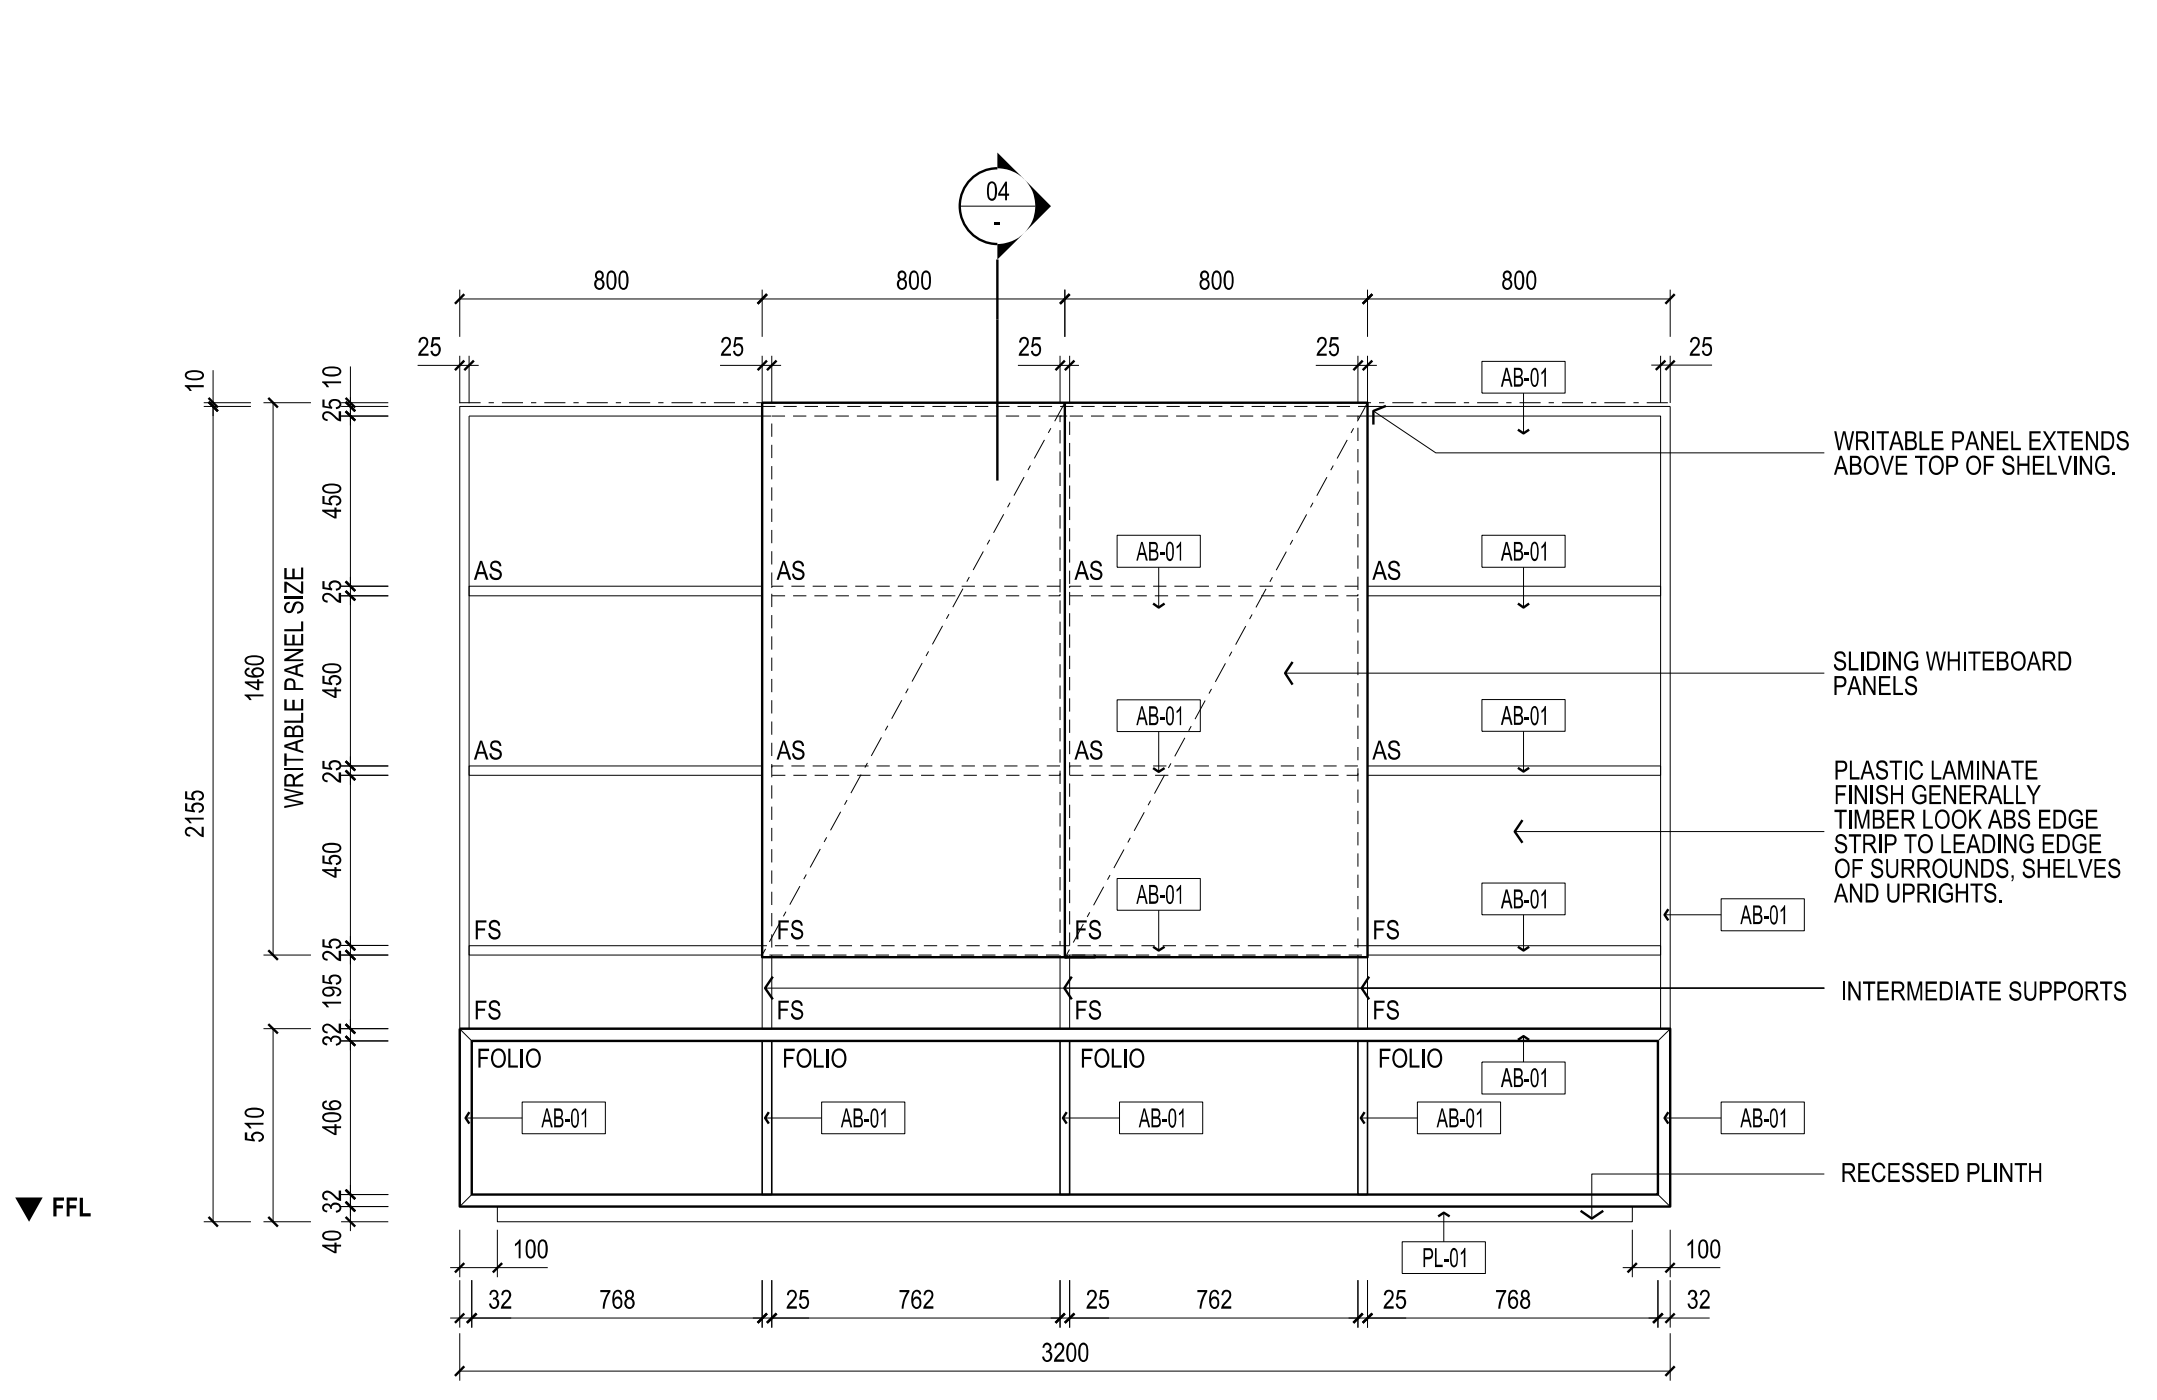 04
-
800 800 800 800
25 25 25 25 25
10 10 AB-01
25
WRITABLE PANEL EXTENDS
ABOVE TOP OF SHELVING.
450
AB-01 AB-01
AS AS AS AS
25
SLIDING WHITEBOARD
PANELS
1460 WRITABLE PANEL SIZE 450
AB-01 AB-01
AS AS AS AS
25
PLASTIC LAMINATE
FINISH GENERALLY
TIMBER LOOK ABS EDGE
STRIP TO LEADING EDGE
OF SURROUNDS, SHELVES
AND UPRIGHTS.
2155 450
AB-01 AB-01 AB-01
FS FS FS FS
25
195 INTERMEDIATE SUPPORTS
FS FS FS FS
32
FOLIO FOLIO FOLIO FOLIO
AB-01
510 406 AB-01 AB-01 AB-01 AB-01 AB-01
RECESSED PLINTH
32
FFL
40 100 PL-01 100
32 768 25 762 25 762 25 768 32
3200